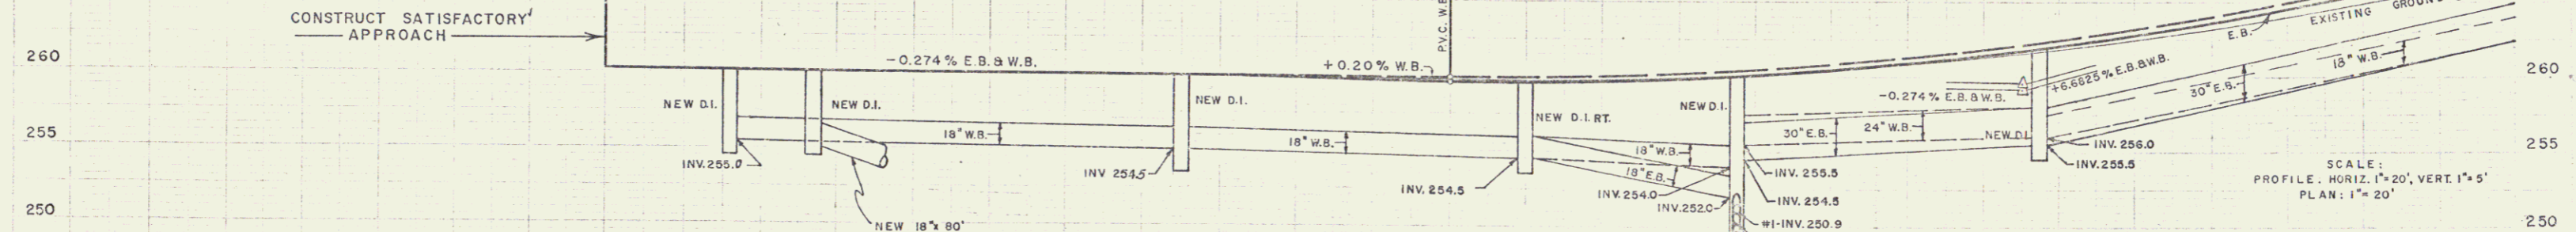 CONSTRUCT SATISFACTORY
APPROACH
260
255
250
-0.274% E.B. & W.B.
+0.20% W.B.
P.V.C. W.B.
NEW D.I.
NEW D.I.
NEW D.I.
NEW D.I. RT.
NEW D.I.
NEW D.I.
18" W.B.
18" W.B.
18" W.B.
18" E.B.
INV. 255.0
INV 254.5
INV. 254.5
INV. 254.0
INV. 252.0
NEW 18" x 80'
INV. 255.5
INV. 254.5
#1-INV. 250.9
30" E.B.
24" W.B.
-0.274% E.B. & W.B.
+6.6825% E.B. & W.B.
INV. 256.0
INV. 255.5
30" E.B.
18" W.B.
E.B.
EXISTING
260
255
250
SCALE:
PROFILE. HORIZ. 1"=20', VERT. 1"=5'
PLAN: 1"=20'